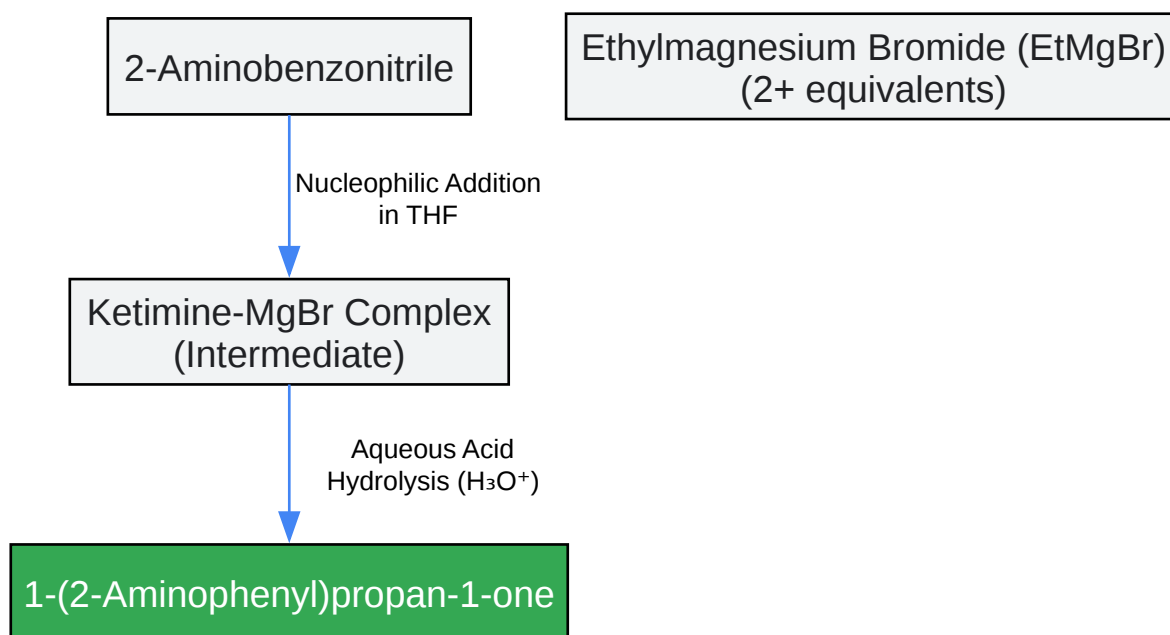 2-Aminobenzonitrile
Ethylmagnesium Bromide (EtMgBr)
(2+ equivalents)
Nucleophilic Addition
in THF
Ketimine-MgBr Complex
(Intermediate)
Aqueous Acid
Hydrolysis (H₃O⁺)
1-(2-Aminophenyl)propan-1-one